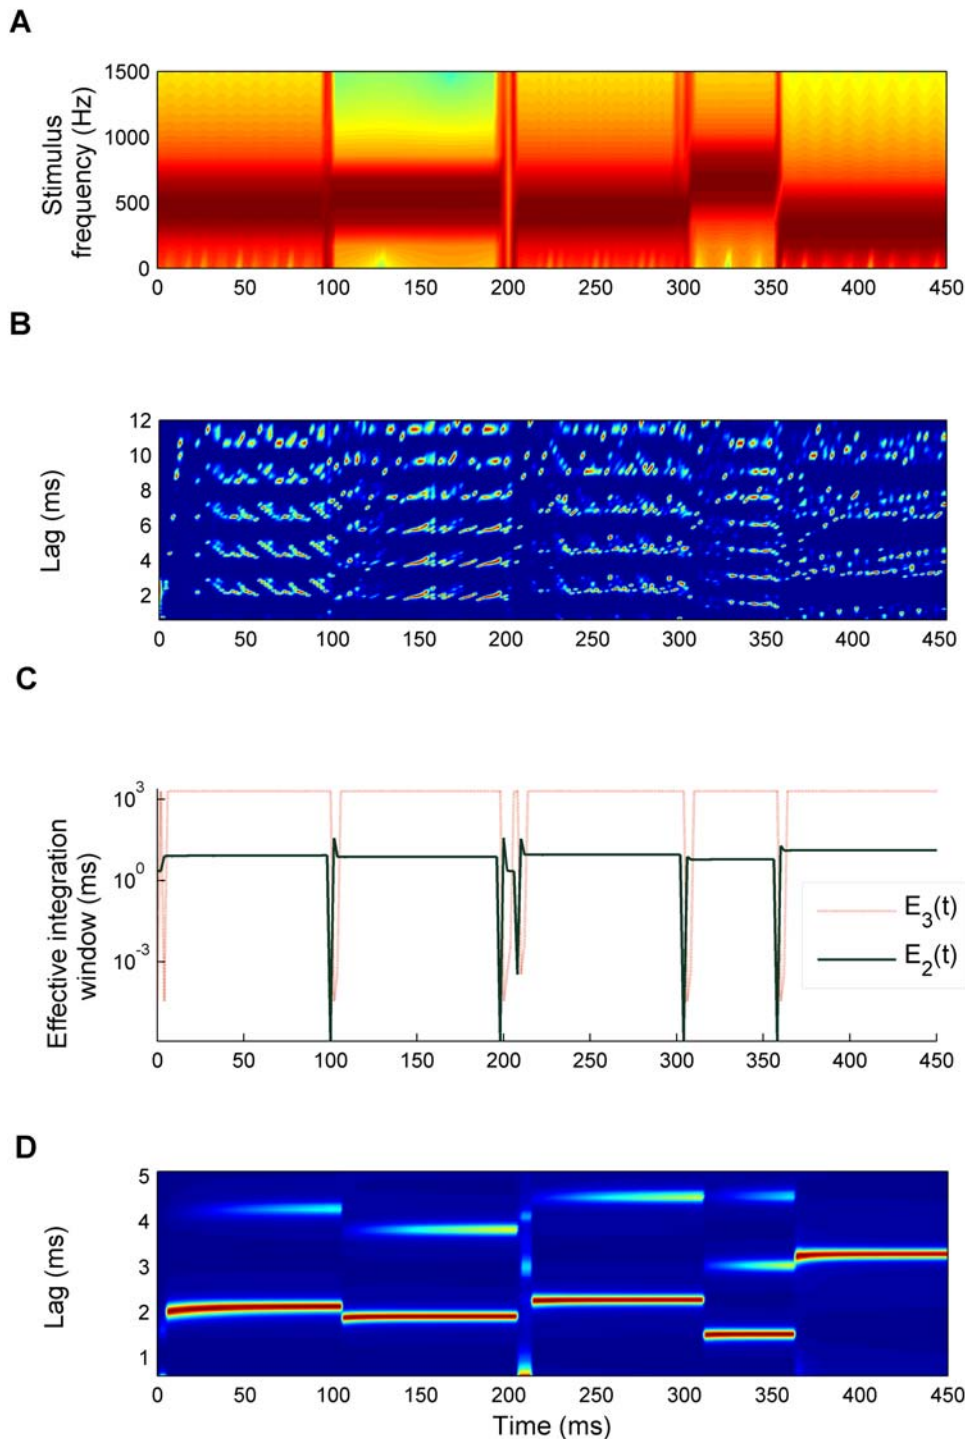 A
Stimulus
frequency (Hz)
1500
1000
500
0
0 50 100 150 200 250 300 350 400 450
B
Lag (ms)
12
10
8
6
4
2
0 50 100 150 200 250 300 350 400 450
C
Effective integration
window (ms)
10³
10⁰
10⁻³
E₃(t)
E₂(t)
0 50 100 150 200 250 300 350 400 450
D
Lag (ms)
5
4
3
2
1
0 50 100 150 200 250 300 350 400 450
Time (ms)